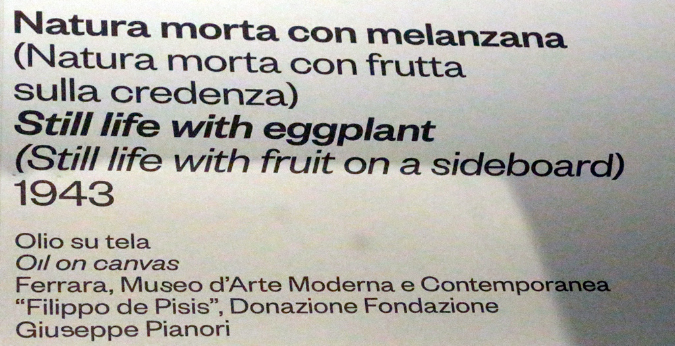 Natura morta con melanzana
(Natura morta con frutta
sulla credenza)
Still life with eggplant
(Still life with fruit on a sideboard)
1943
Olio su tela
Oil on canvas
Ferrara, Museo d'Arte Moderna e Contemporanea
“Filippo de Pisis”, Donazione Fondazione
Giuseppe Pianori